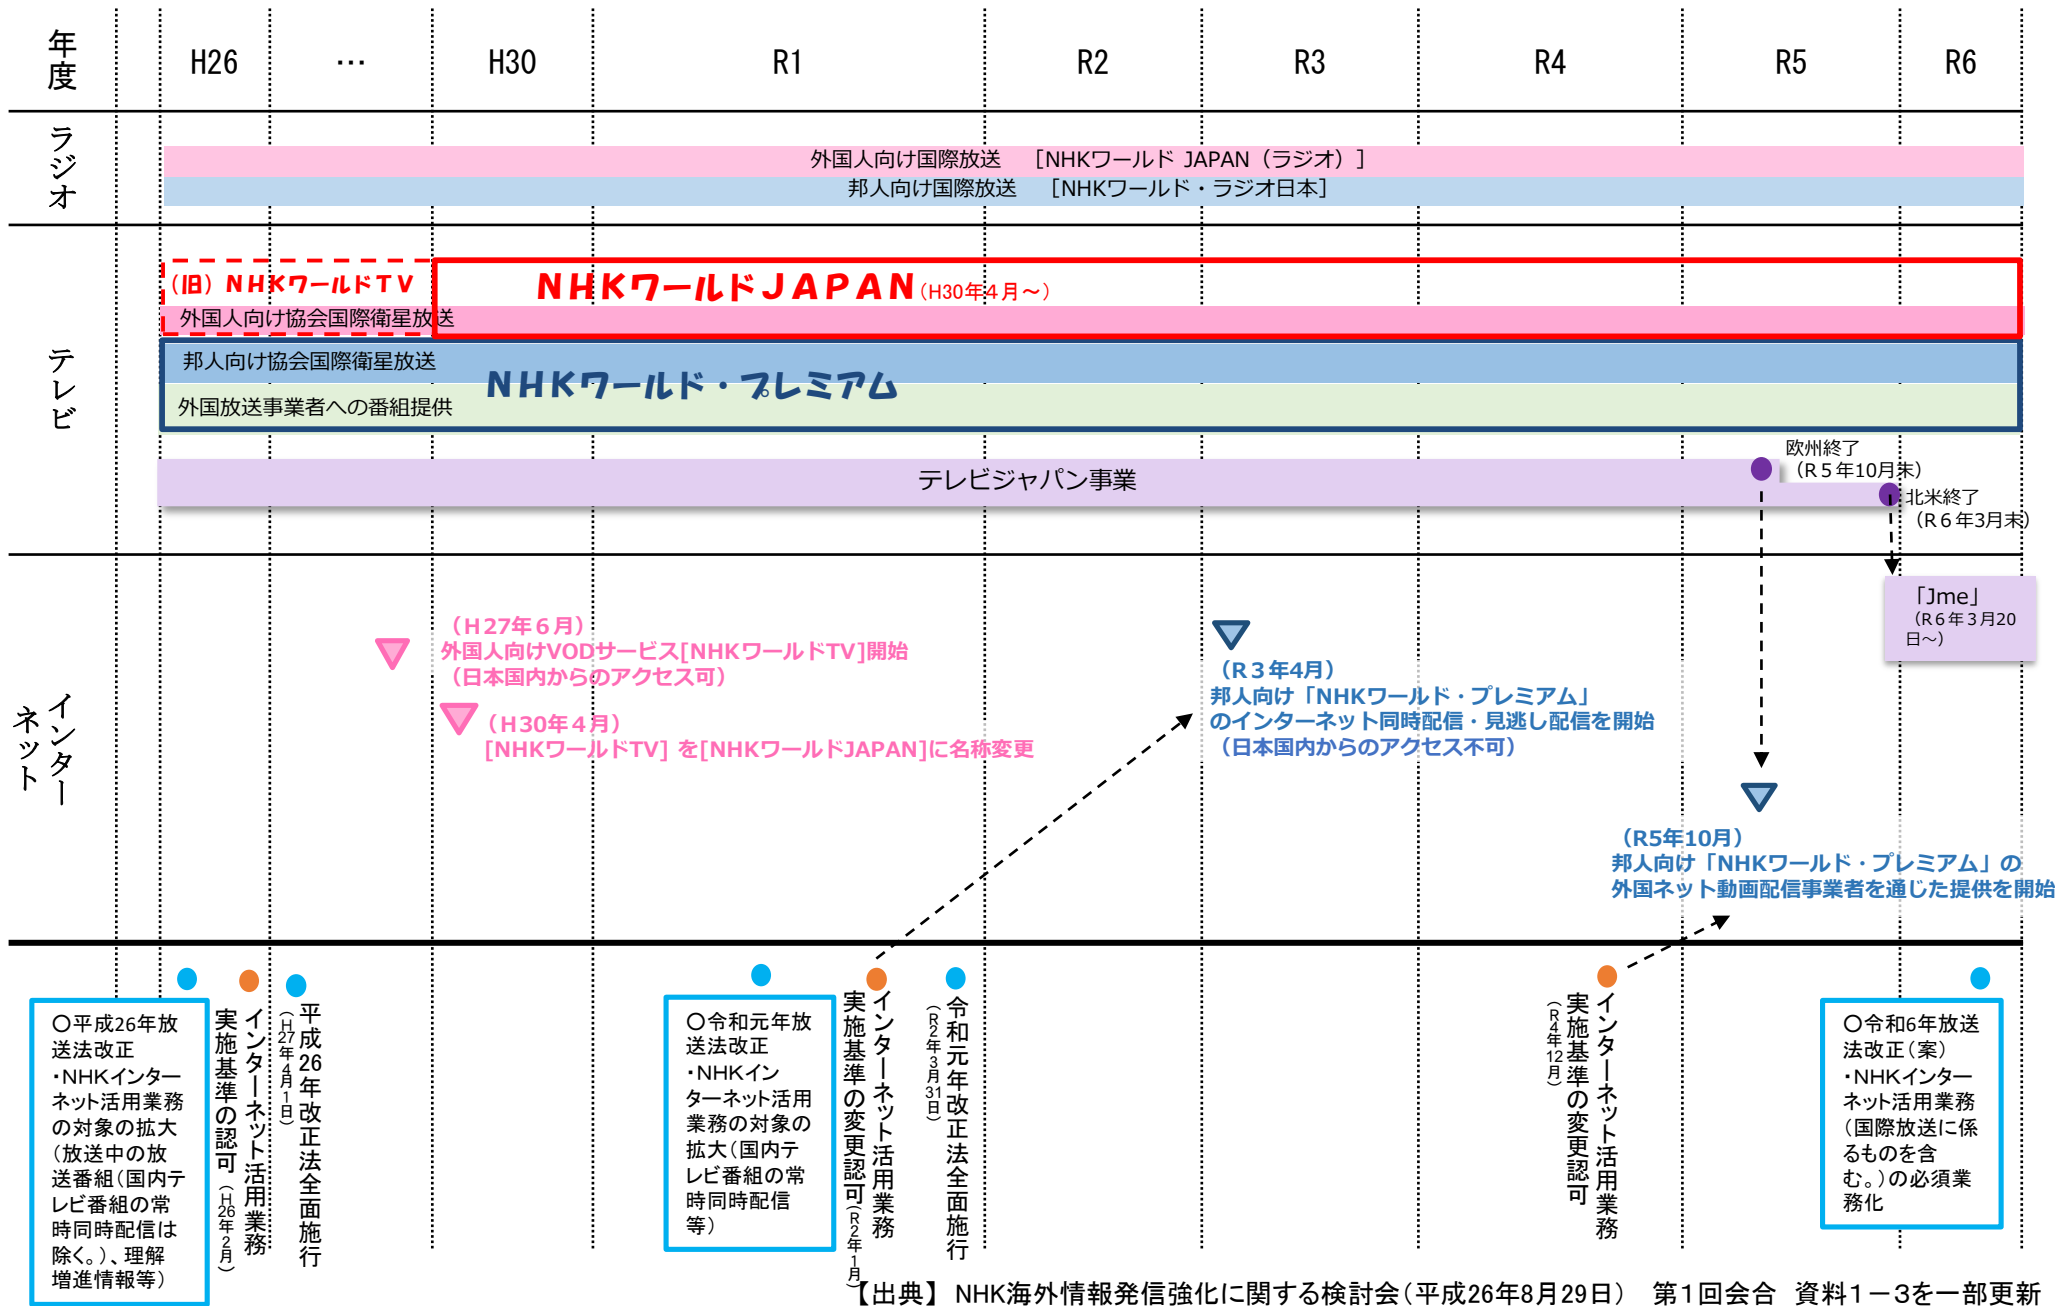 年度
H26
…
H30
R1
R2
R3
R4
R5
R6
ラジオ
外国人向け国際放送　［NHKワールド JAPAN（ラジオ）］
邦人向け国際放送　［NHKワールド・ラジオ日本］
テレビ
（旧）ＮＨＫワールドＴＶ
ＮＨＫワールドＪＡＰＡＮ（H30年４月～）
外国人向け協会国際衛星放送
邦人向け協会国際衛星放送
ＮＨＫワールド・プレミアム
外国放送事業者への番組提供
テレビジャパン事業
欧州終了
（Ｒ５年10月末）
北米終了
（Ｒ６年3月末）
インターネット
「Jme」
（Ｒ６年３月20
日～）
（Ｈ27年６月）
外国人向けVODサービス[NHKワールドTV]開始
（日本国内からのアクセス可）
（Ｈ30年４月）
[NHKワールドTV] を[NHKワールドJAPAN]に名称変更
（Ｒ３年4月）
邦人向け「NHKワールド・プレミアム」
のインターネット同時配信・見逃し配信を開始
（日本国内からのアクセス不可）
（R5年10月）
邦人向け「NHKワールド・プレミアム」の
外国ネット動画配信事業者を通じた提供を開始
〇平成26年放
送法改正
・NHKインター
ネット活用業務
の対象の拡大
（放送中の放
送番組（国内テ
レビ番組の常
時同時配信は
除く。）、理解
増進情報等）
インターネット活用業務
実施基準の認可（H26年2月）
平成26年改正法全面施行
（H27年4月1日）
〇令和元年放
送法改正
・NHKイン
ターネット活用
業務の対象の
拡大（国内テ
レビ番組の常
時同時配信
等）
インターネット活用業務
実施基準の変更認可（R2年1月）
令和元年改正法全面施行
（R2年3月31日）
インターネット活用業務
実施基準の変更認可
（R4年12月）
〇令和6年放送
法改正（案）
・NHKインター
ネット活用業務
（国際放送に係
るものを含
む。）の必須業
務化
【出典】 NHK海外情報発信強化に関する検討会（平成26年8月29日）　第1回会合　資料１－３を一部更新